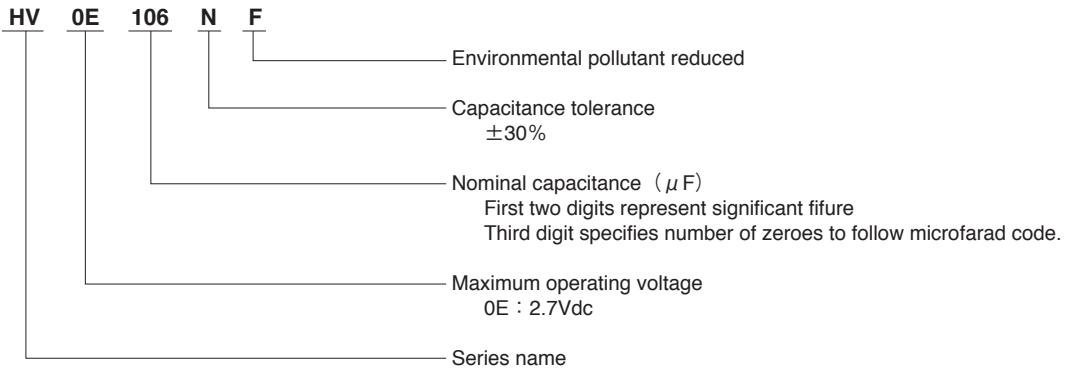 HV 0E 106 N F
Environmental pollutant reduced
Capacitance tolerance
±30%
Nominal capacitance（μF）
First two digits represent significant fifure
Third digit specifies number of zeroes to follow microfarad code.
Maximum operating voltage
0E：2.7Vdc
Series name